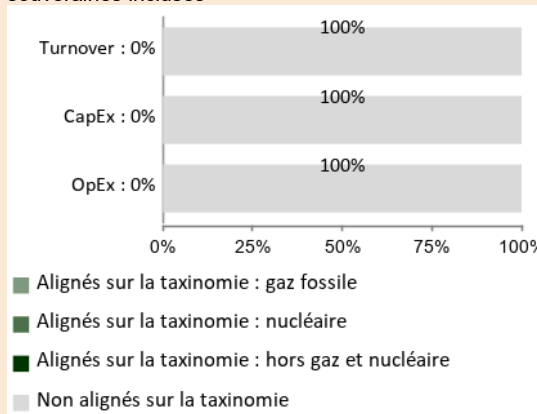 Turnover : 0%
100%
CapEx : 0%
100%
OpEx : 0%
100%
0% 25% 50% 75% 100%
Alignés sur la taxinomie : gaz fossile
Alignés sur la taxinomie : nucléaire
Alignés sur la taxinomie : hors gaz et nucléaire
Non alignés sur la taxinomie